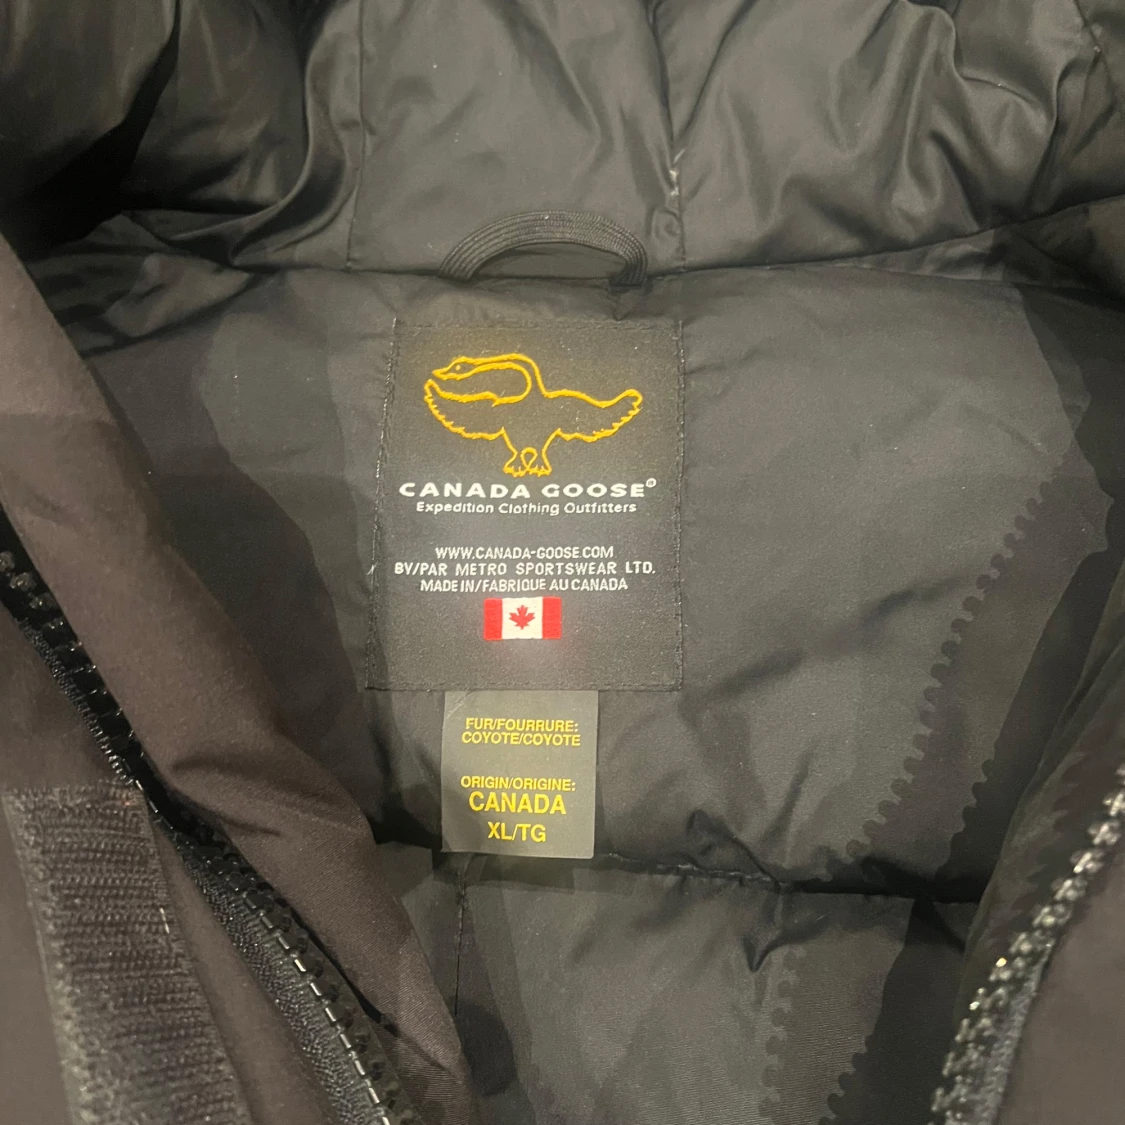 CANADA GOOSE®
Expedition Clothing Outfitters
WWW.CANADA-GOOSE.COM
BY/PAR METRO SPORTSWEAR LTD.
MADE IN/FABRIQUE AU CANADA
FUR/FOURRURE:
COYOTE/COYOTE
ORIGIN/ORIGINE:
CANADA
XL/TG